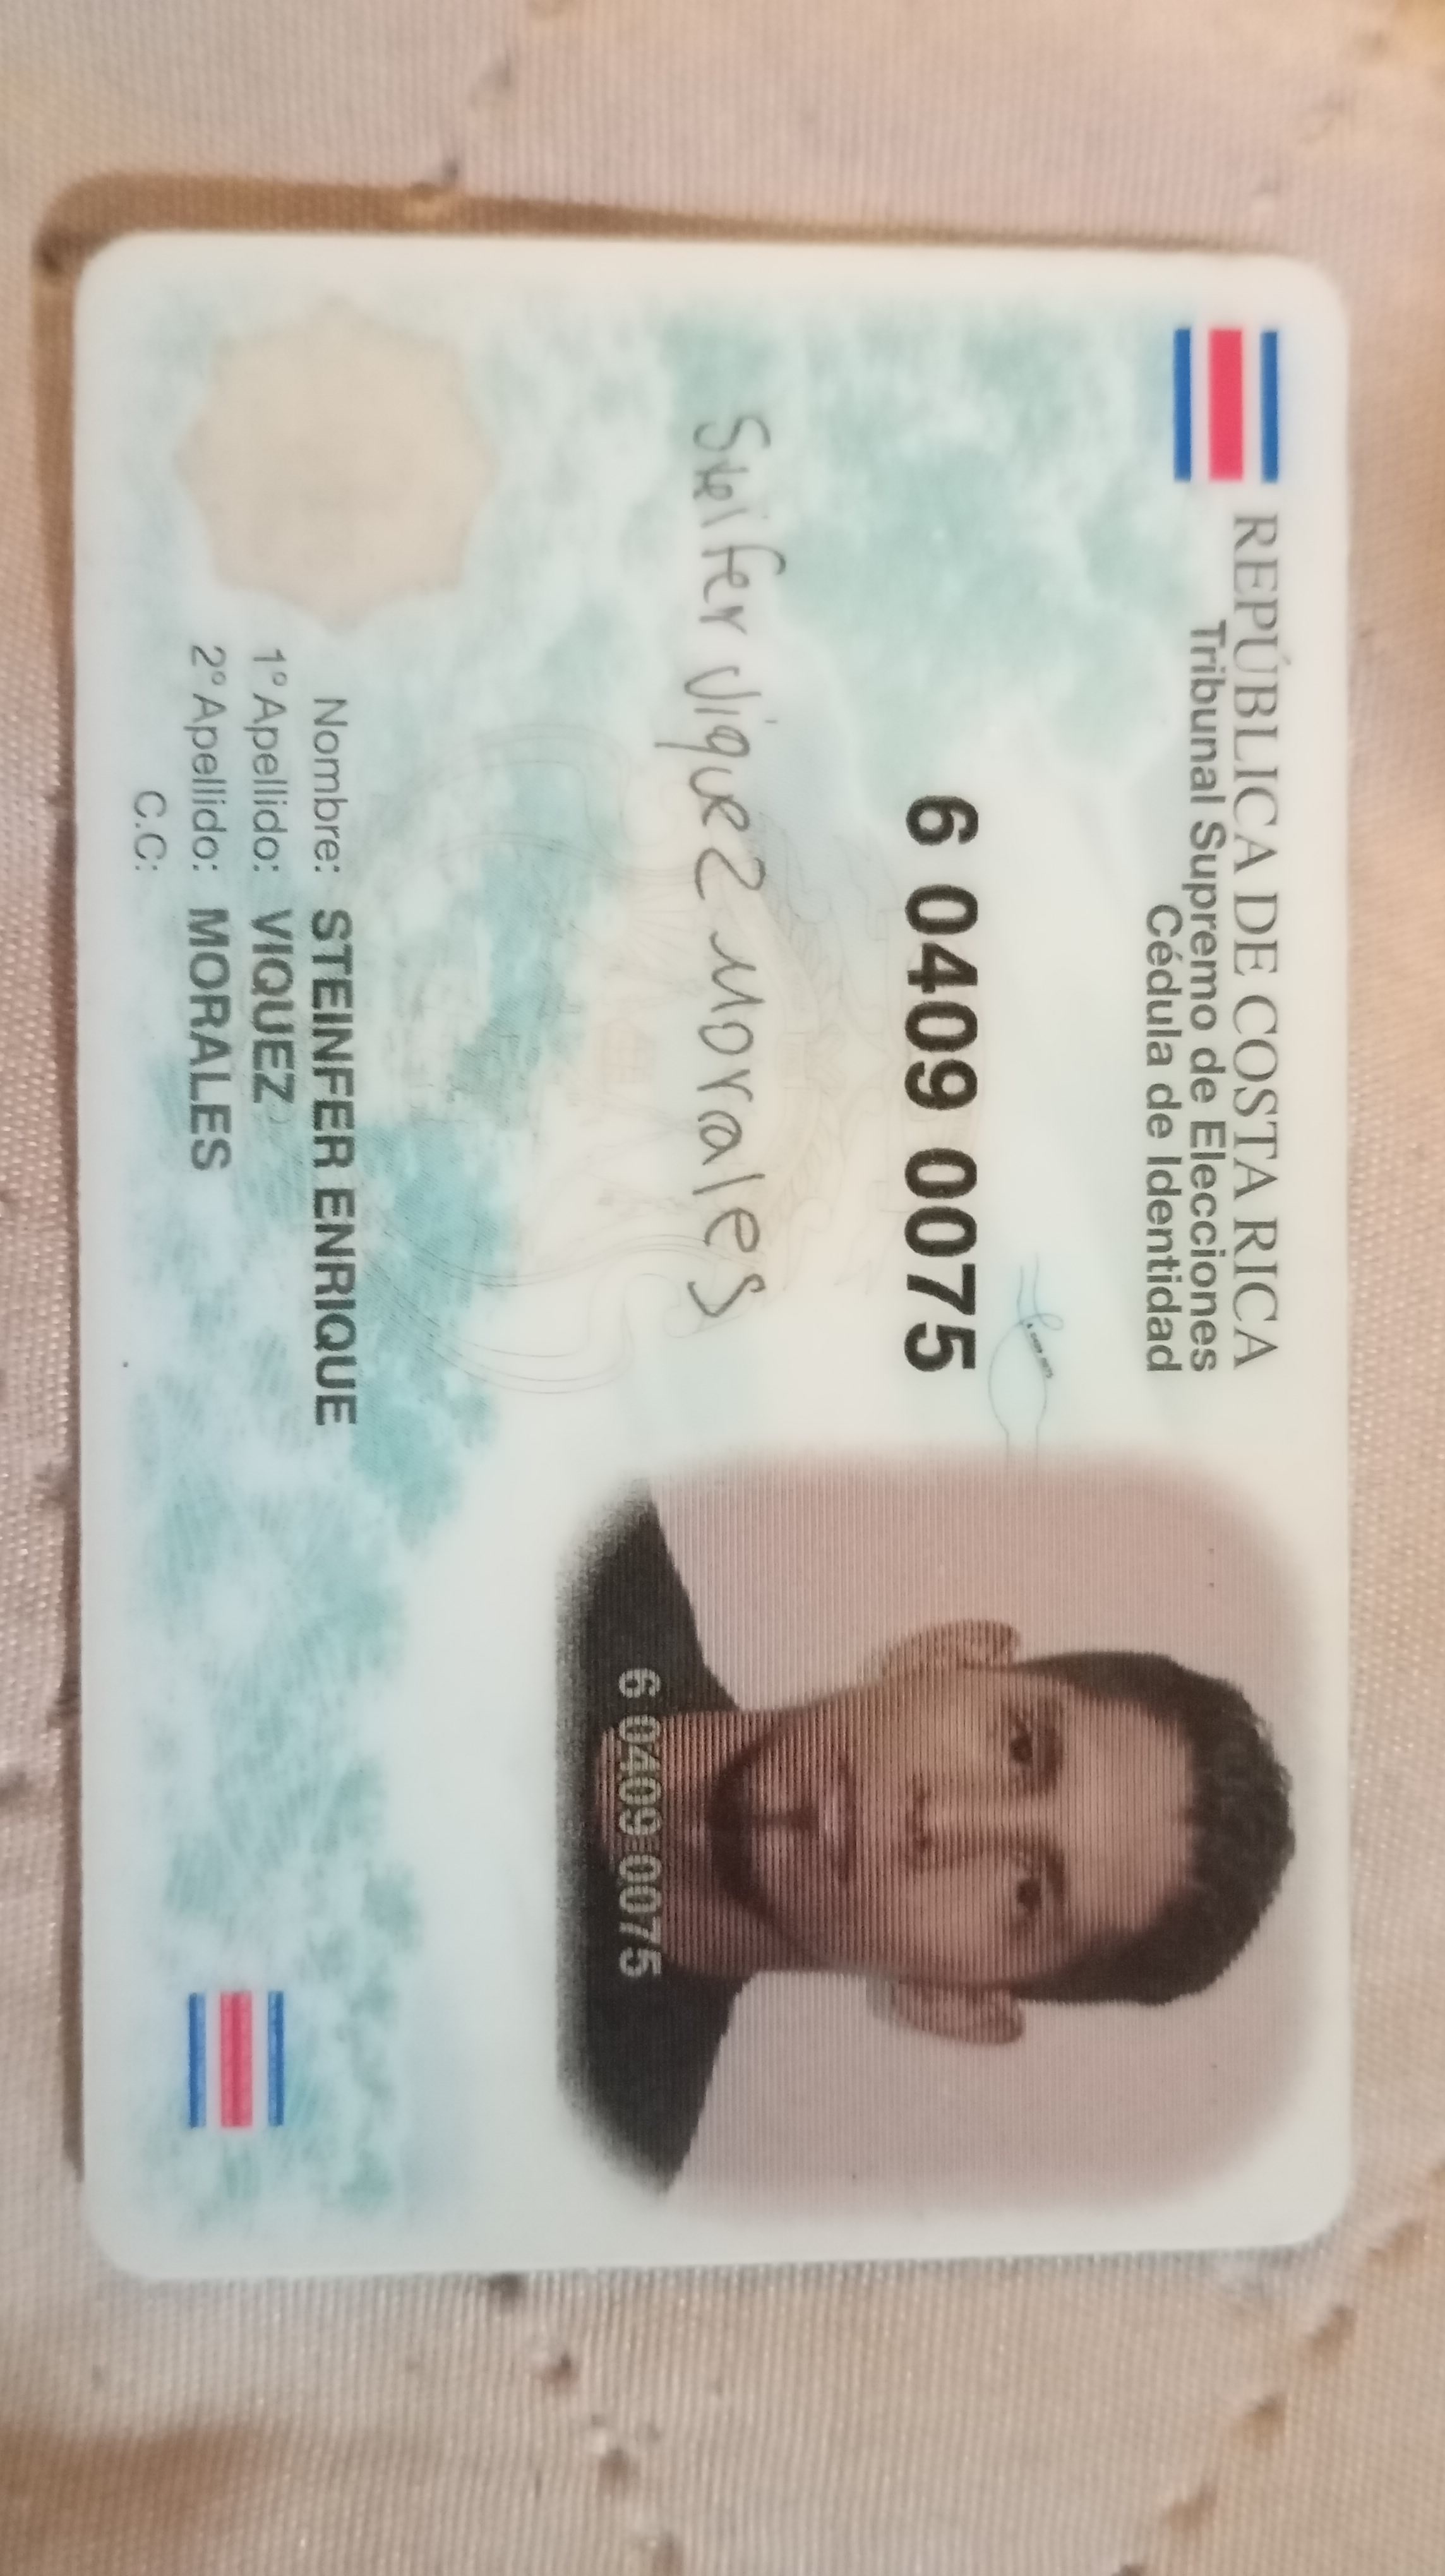 REPÚBLICA DE COSTA RICA
Tribunal Supremo de Elecciones
Cédula de Identidad
6 0409 0075
Steifer Viquez Morales
6 0409 0075
Nombre: STEINFER ENRIQUE
1° Apellido: VIQUEZ
2° Apellido: MORALES
C.C: